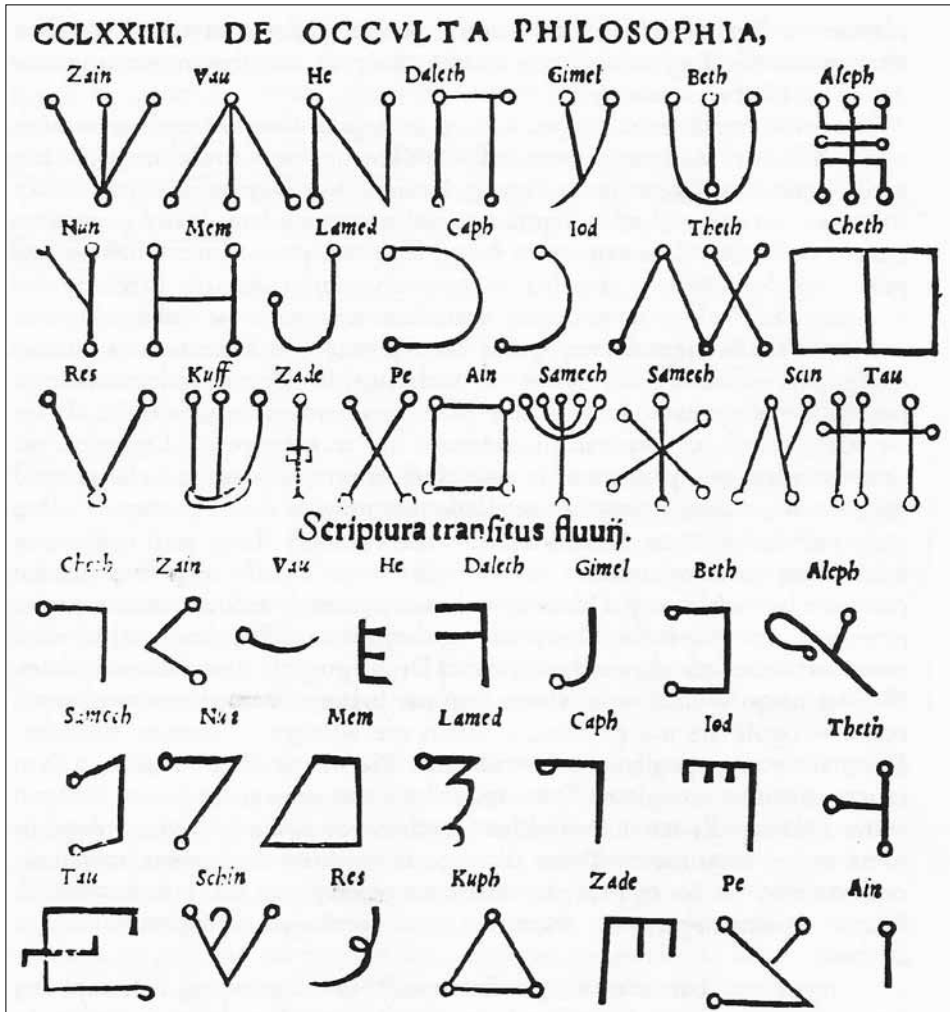 CCLXXIIII. DE OCCVLTA PHILOSOPHIA,
Zain Vau He Daleth Gimel Beth Aleph
Nun Mem Lamed Caph Iod Theth Cheth
Res Kuff Zade Pe Ain Samech Samech Scin Tau
Scriptura tranſitus fluuij.
Cheth Zain Vau He Daleth Gimel Beth Aleph
Samech Nun Mem Lamed Caph Iod Theth
Tau Schin Res Kuph Zade Pe Ain